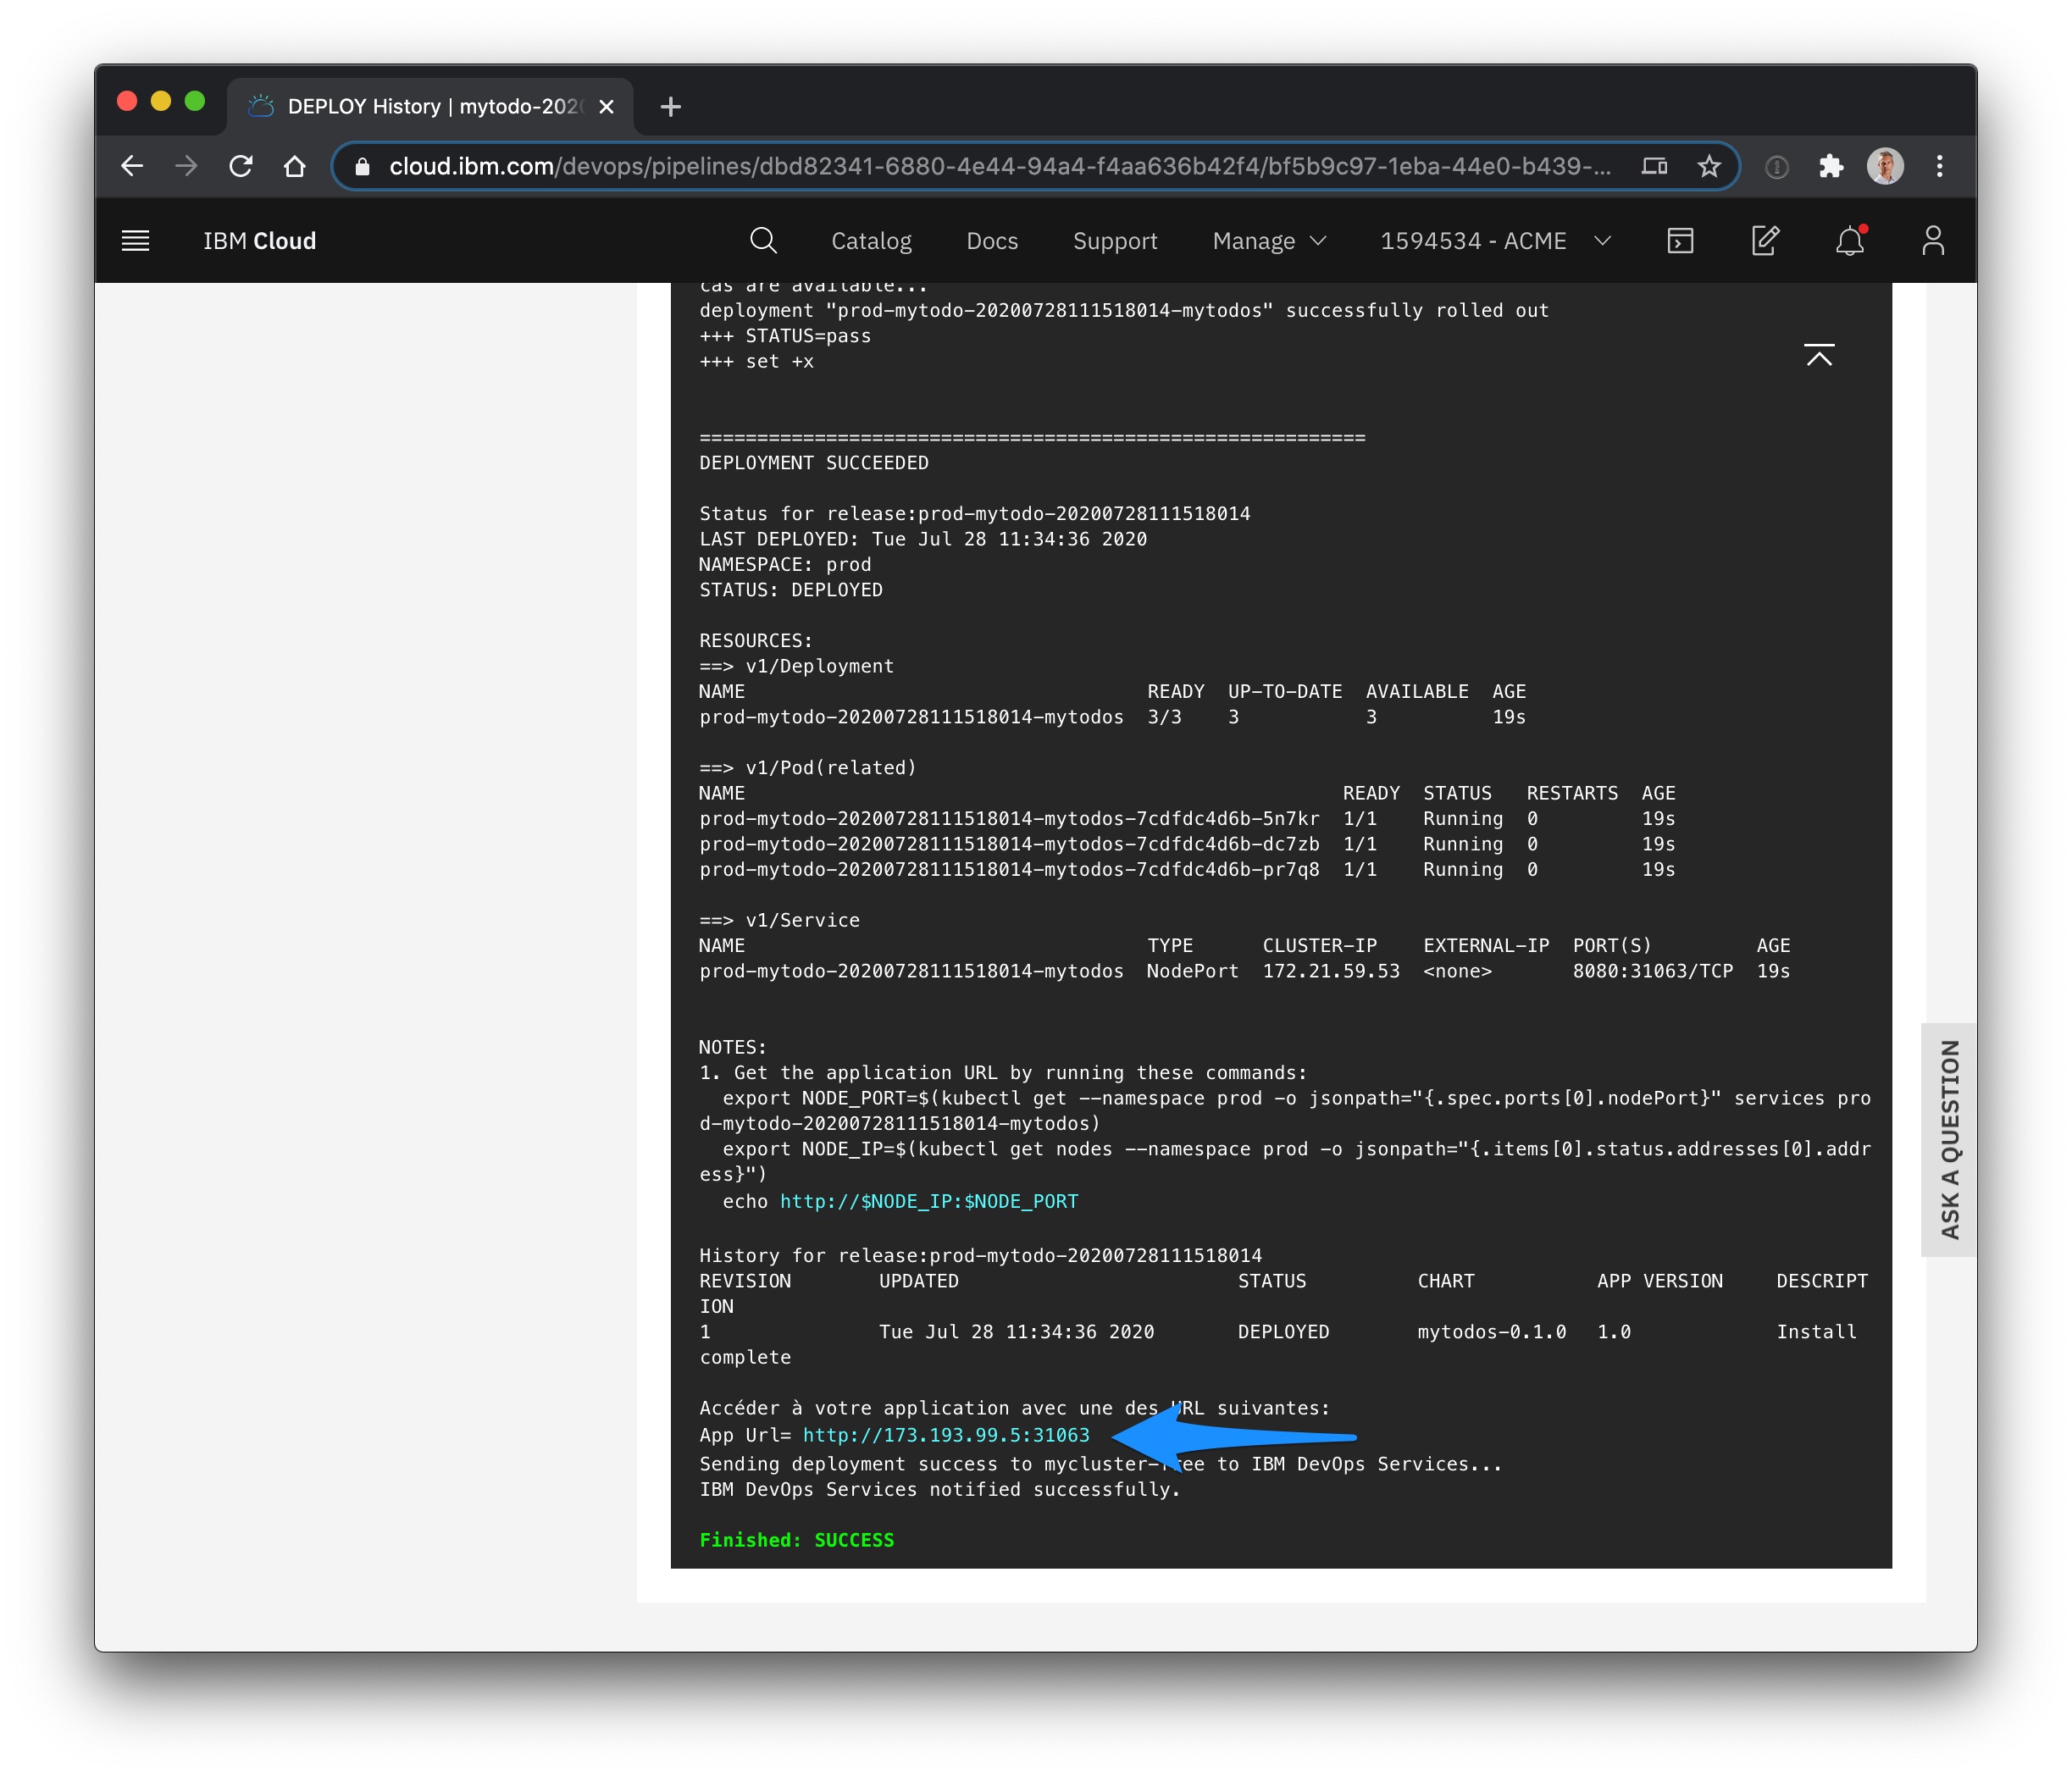 DEPLOY History | mytodo-202
cloud.ibm.com/devops/pipelines/dbd82341-6880-4e44-94a4-f4aa636b42f4/bf5b9c97-1eba-44e0-b439-...
IBM Cloud Catalog Docs Support Manage 1594534 - ACME
cas are available...
deployment "prod-mytodo-20200728111518014-mytodos" successfully rolled out
+++ STATUS=pass
+++ set +x
==========================================================
DEPLOYMENT SUCCEEDED
Status for release:prod-mytodo-20200728111518014
LAST DEPLOYED: Tue Jul 28 11:34:36 2020
NAMESPACE: prod
STATUS: DEPLOYED
RESOURCES:
==> v1/Deployment
NAME READY UP-TO-DATE AVAILABLE AGE
prod-mytodo-20200728111518014-mytodos 3/3 3 3 19s
==> v1/Pod(related)
NAME READY STATUS RESTARTS AGE
prod-mytodo-20200728111518014-mytodos-7cdfdc4d6b-5n7kr 1/1 Running 0 19s
prod-mytodo-20200728111518014-mytodos-7cdfdc4d6b-dc7zb 1/1 Running 0 19s
prod-mytodo-20200728111518014-mytodos-7cdfdc4d6b-pr7q8 1/1 Running 0 19s
==> v1/Service
NAME TYPE CLUSTER-IP EXTERNAL-IP PORT(S) AGE
prod-mytodo-20200728111518014-mytodos NodePort 172.21.59.53 <none> 8080:31063/TCP 19s
NOTES:
1. Get the application URL by running these commands:
export NODE_PORT=$(kubectl get --namespace prod -o jsonpath="{.spec.ports[0].nodePort}" services pro
d-mytodo-20200728111518014-mytodos)
export NODE_IP=$(kubectl get nodes --namespace prod -o jsonpath="{.items[0].status.addresses[0].addr
ess}")
echo http://$NODE_IP:$NODE_PORT
History for release:prod-mytodo-20200728111518014
REVISION UPDATED STATUS CHART APP VERSION DESCRIPT
ION
1 Tue Jul 28 11:34:36 2020 DEPLOYED mytodos-0.1.0 1.0 Install
complete
Accéder à votre application avec une des URL suivantes:
App Url= http://173.193.99.5:31063
Sending deployment success to mycluster-free to IBM DevOps Services...
IBM DevOps Services notified successfully.
Finished: SUCCESS
ASK A QUESTION